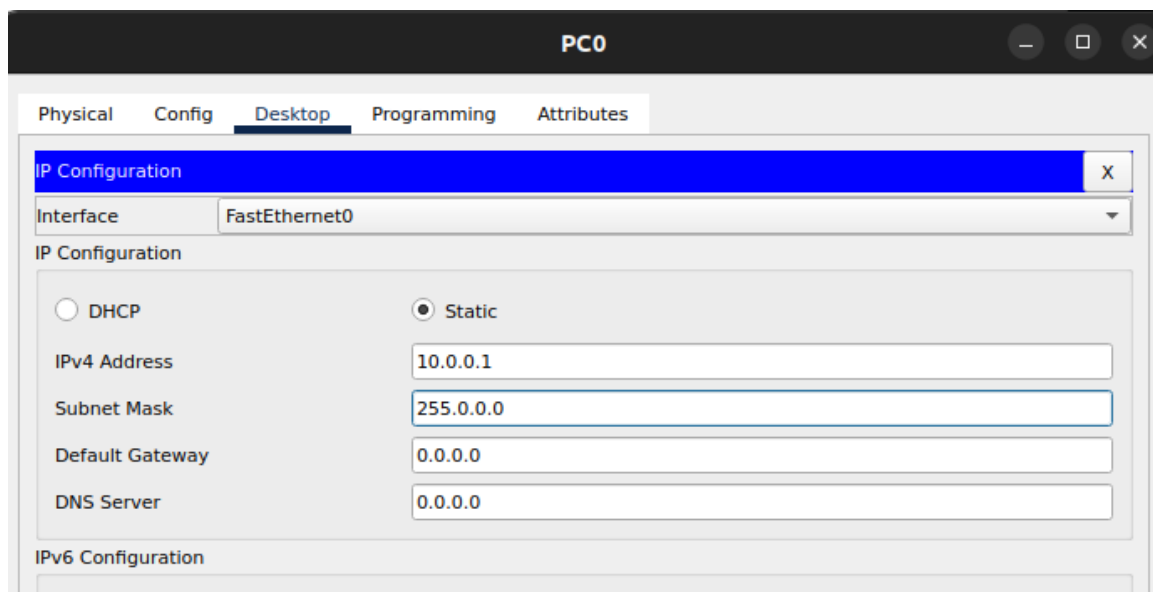 PC0
Physical Config Desktop Programming Attributes
IP Configuration X
Interface FastEthernet0
IP Configuration
DHCP Static
IPv4 Address 10.0.0.1
Subnet Mask 255.0.0.0
Default Gateway 0.0.0.0
DNS Server 0.0.0.0
IPv6 Configuration